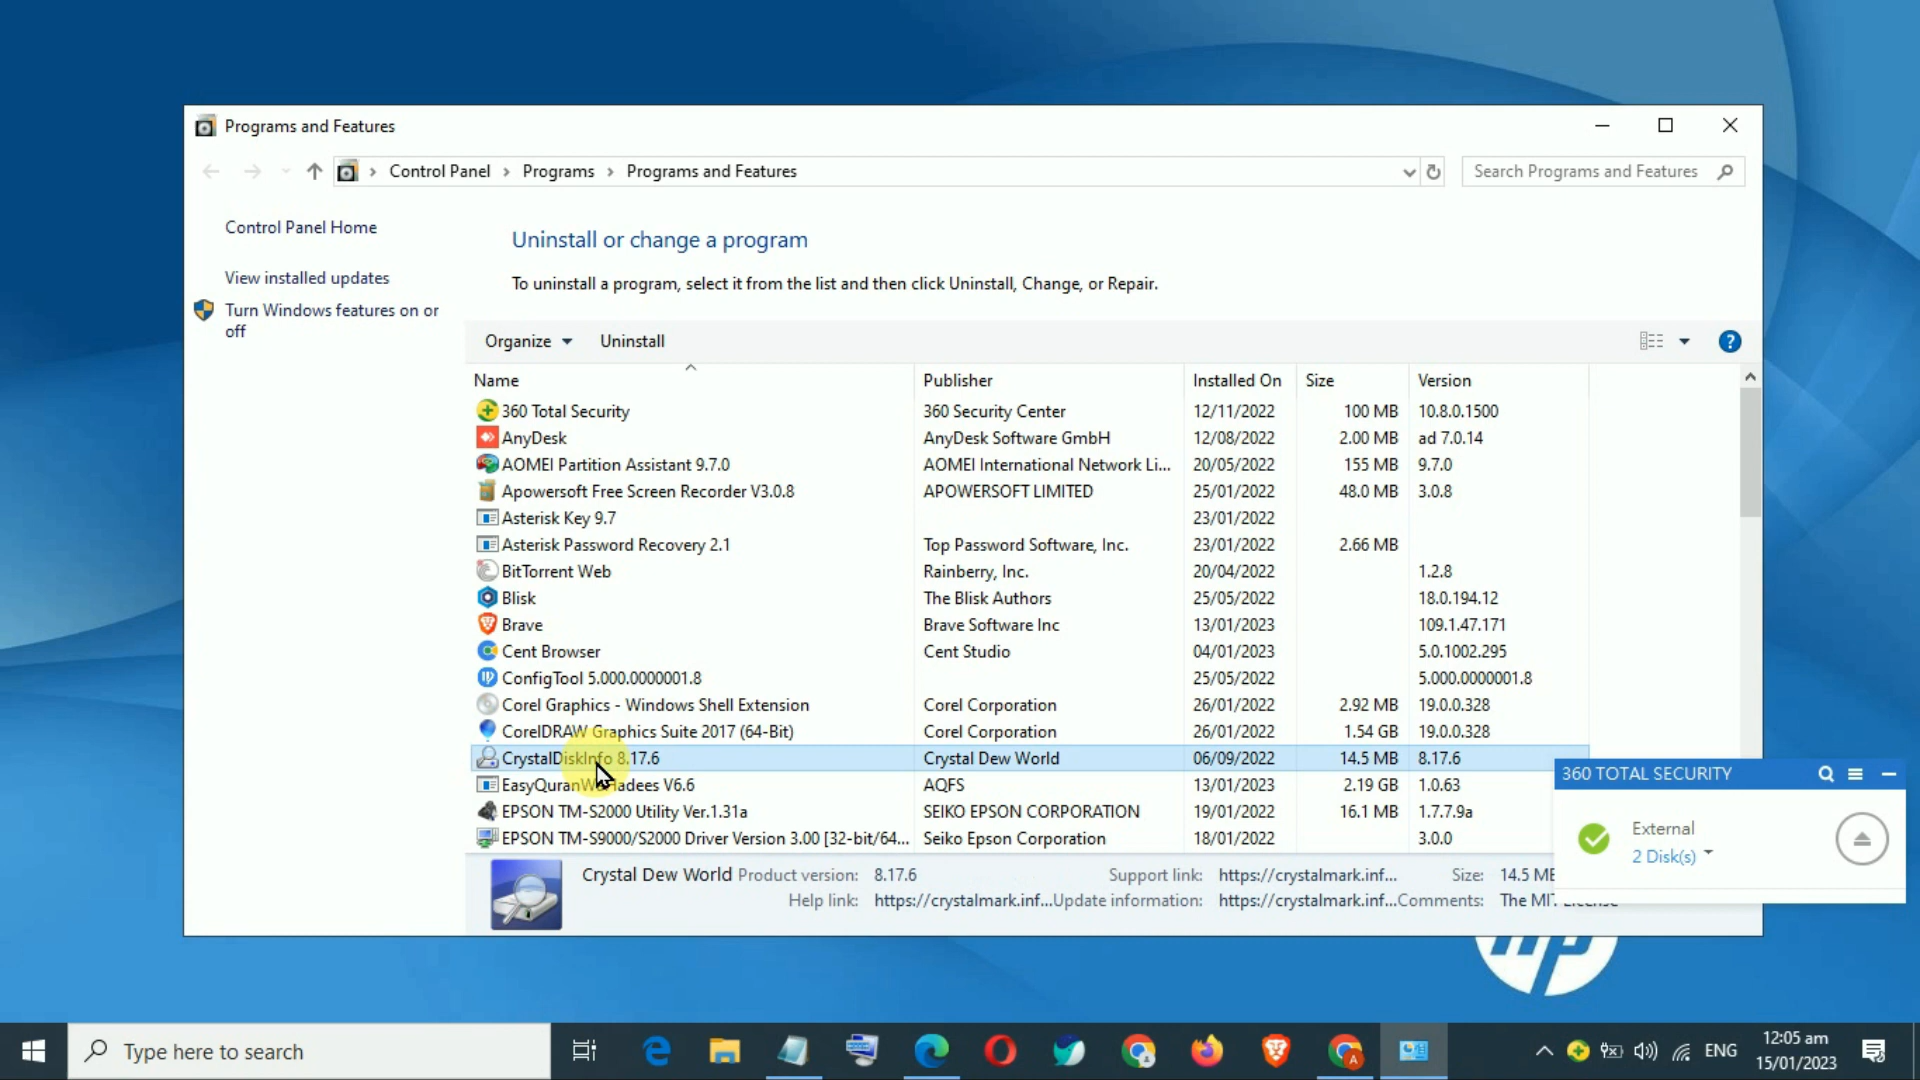 Programs and Features
Control Panel > Programs > Programs and Features
Search Programs and Features
Control Panel Home
View installed updates
Turn Windows features on or
off
Uninstall or change a program
To uninstall a program, select it from the list and then click Uninstall, Change, or Repair.
Organize Uninstall
Name Publisher Installed On Size Version
360 Total Security 360 Security Center 12/11/2022 100 MB 10.8.0.1500
AnyDesk AnyDesk Software GmbH 12/08/2022 2.00 MB ad 7.0.14
AOMEI Partition Assistant 9.7.0 AOMEI International Network Li... 20/05/2022 155 MB 9.7.0
Apowersoft Free Screen Recorder V3.0.8 APOWERSOFT LIMITED 25/01/2022 48.0 MB 3.0.8
Asterisk Key 9.7 23/01/2022
Asterisk Password Recovery 2.1 Top Password Software, Inc. 23/01/2022 2.66 MB
BitTorrent Web Rainberry, Inc. 20/04/2022 1.2.8
Blisk The Blisk Authors 25/05/2022 18.0.194.12
Brave Brave Software Inc 13/01/2023 109.1.47.171
Cent Browser Cent Studio 04/01/2023 5.0.1002.295
ConfigTool 5.000.0000001.8 25/05/2022 5.000.0000001.8
Corel Graphics - Windows Shell Extension Corel Corporation 26/01/2022 2.92 MB 19.0.0.328
CorelDRAW Graphics Suite 2017 (64-Bit) Corel Corporation 26/01/2022 1.54 GB 19.0.0.328
CrystalDiskInfo 8.17.6 Crystal Dew World 06/09/2022 14.5 MB 8.17.6
V6.6 AQFS 13/01/2023 2.19 GB 1.0.63
EPSON TM-S2000 Utility Ver.1.31a SEIKO EPSON CORPORATION 19/01/2022 16.1 MB 1.7.7.9a
EPSON TM-S9000/S2000 Driver Version 3.00 [32-bit/64... Seiko Epson Corporation 18/01/2022 3.0.0
Crystal Dew World Product version: 8.17.6 Support link: https://crystalmark.inf... Size: 14.5
Help link: https://crystalmark.inf... Update information: https://crystalmark.inf... Comments: The
360 TOTAL SECURITY
External
2 Disk(s)
hp
Type here to search
ENG
12:05 am
15/01/2023